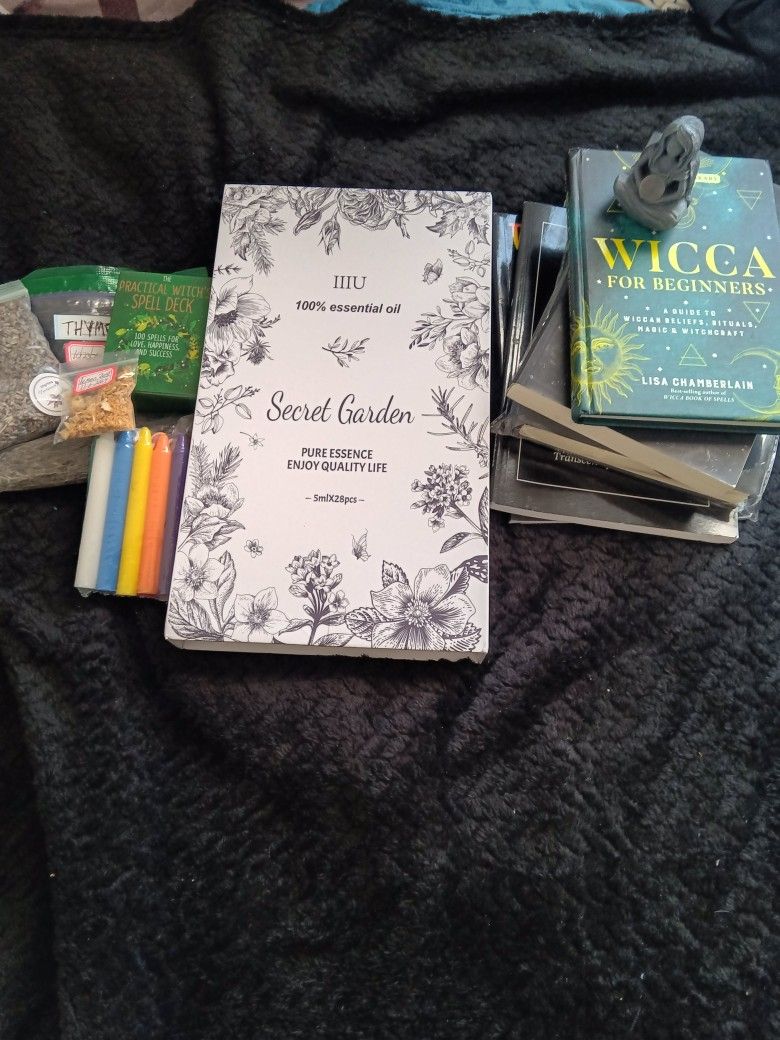 THYME
THE
PRACTICAL WITCH'S
SPELL DECK
100 SPELLS FOR
LOVE, HAPPINESS,
AND SUCCESS
IIIU
100% essential oil
Secret Garden
PURE ESSENCE
ENJOY QUALITY LIFE
– 5mlX28pcs –
WICCA
FOR BEGINNERS
A GUIDE TO
WICCAN BELIEFS, RITUALS,
MAGIC & WITCHCRAFT
LISA CHAMBERLAIN
Best-selling author of
WICCA BOOK OF SPELLS